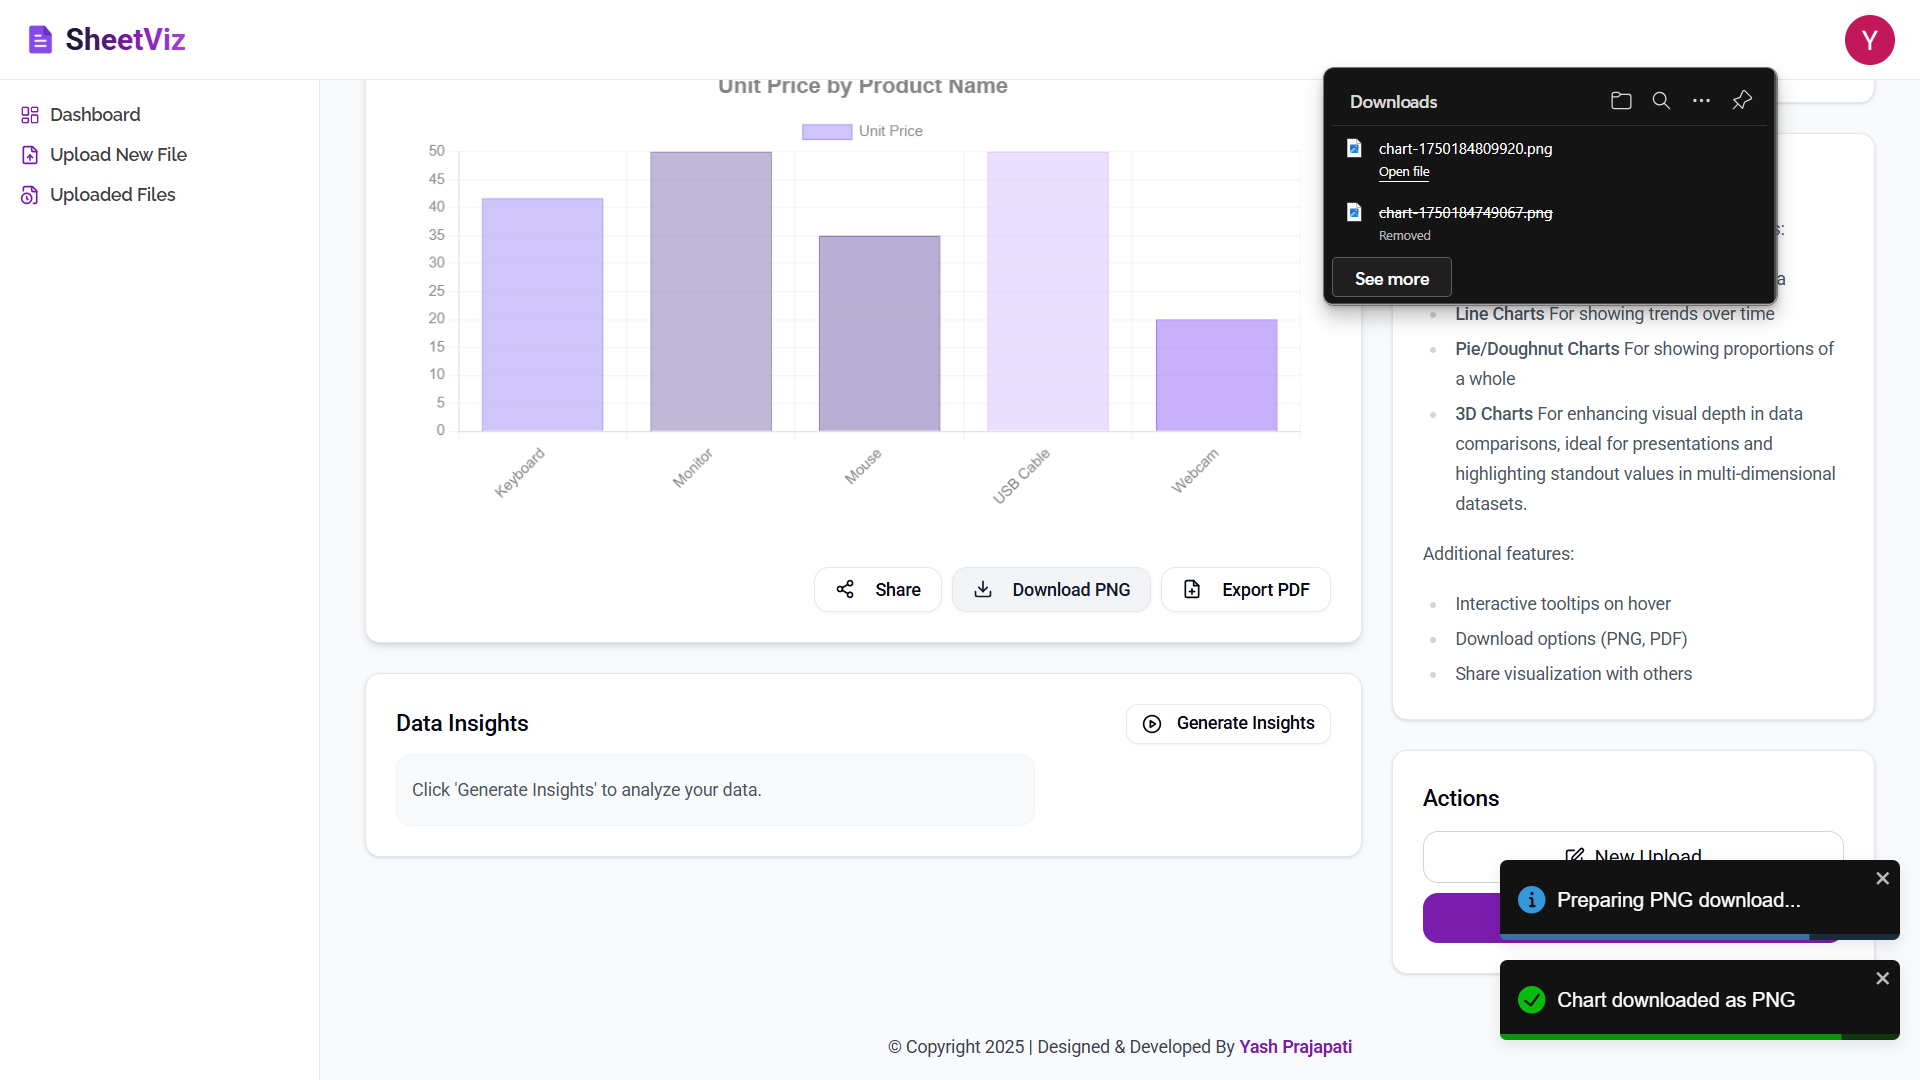 SheetViz
Y
Dashboard
Upload New File
Uploaded Files
Unit Price by Product Name
Unit Price
50
45
40
35
30
25
20
15
10
5
0
Keyboard
Monitor
Mouse
USB Cable
Webcam
Share
Download PNG
Export PDF
Data Insights
Generate Insights
Click 'Generate Insights' to analyze your data.
Downloads
chart-1750184809920.png
Open file
chart-1750184749067.png
Removed
See more
s:
a
Line Charts For showing trends over time
Pie/Doughnut Charts For showing proportions of
a whole
3D Charts For enhancing visual depth in data
comparisons, ideal for presentations and
highlighting standout values in multi-dimensional
datasets.
Additional features:
Interactive tooltips on hover
Download options (PNG, PDF)
Share visualization with others
Actions
New Upload
Preparing PNG download...
Chart downloaded as PNG
© Copyright 2025 | Designed & Developed By Yash Prajapati